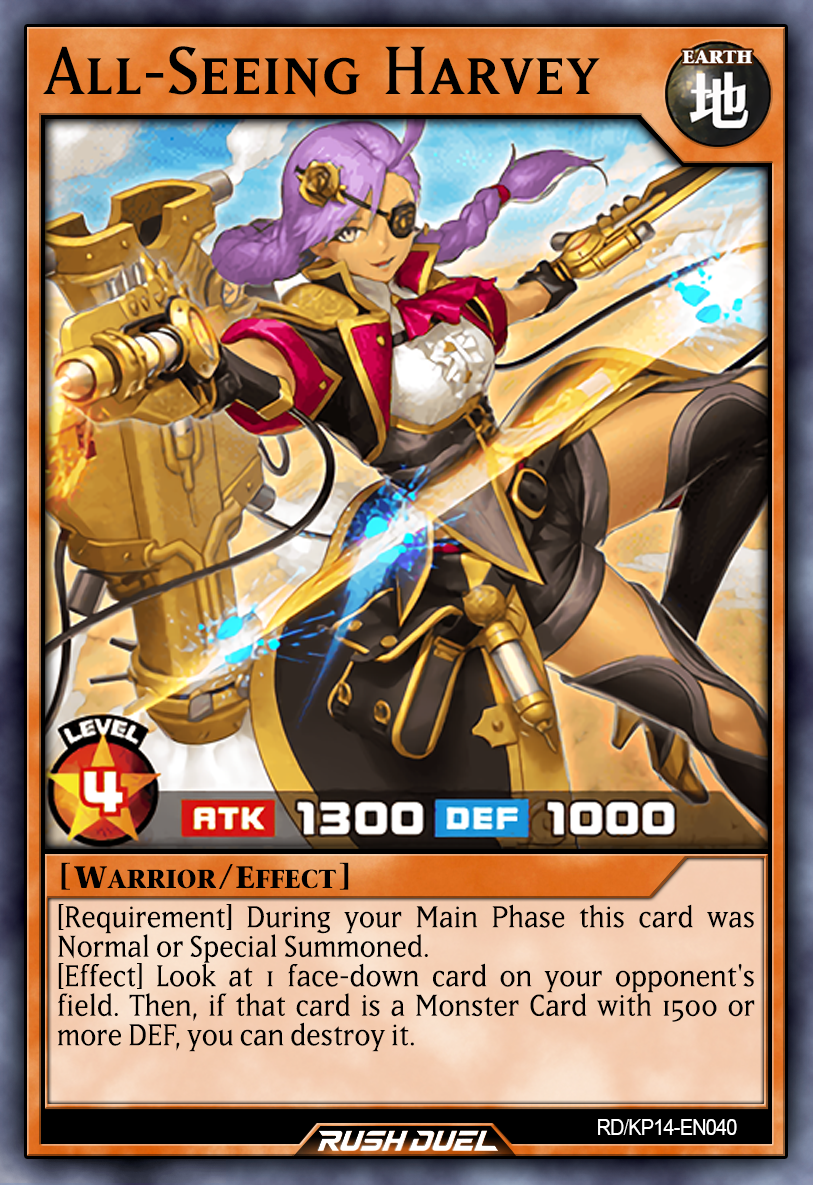 All-Seeing Harvey
EARTH
地
LEVEL
4
ATK 1300 DEF 1000
[Warrior/Effect]
[Requirement] During your Main Phase this card was
Normal or Special Summoned.
[Effect] Look at 1 face-down card on your opponent's
field. Then, if that card is a Monster Card with 1500 or
more DEF, you can destroy it.
RD/KP14-EN040
RUSH DUEL